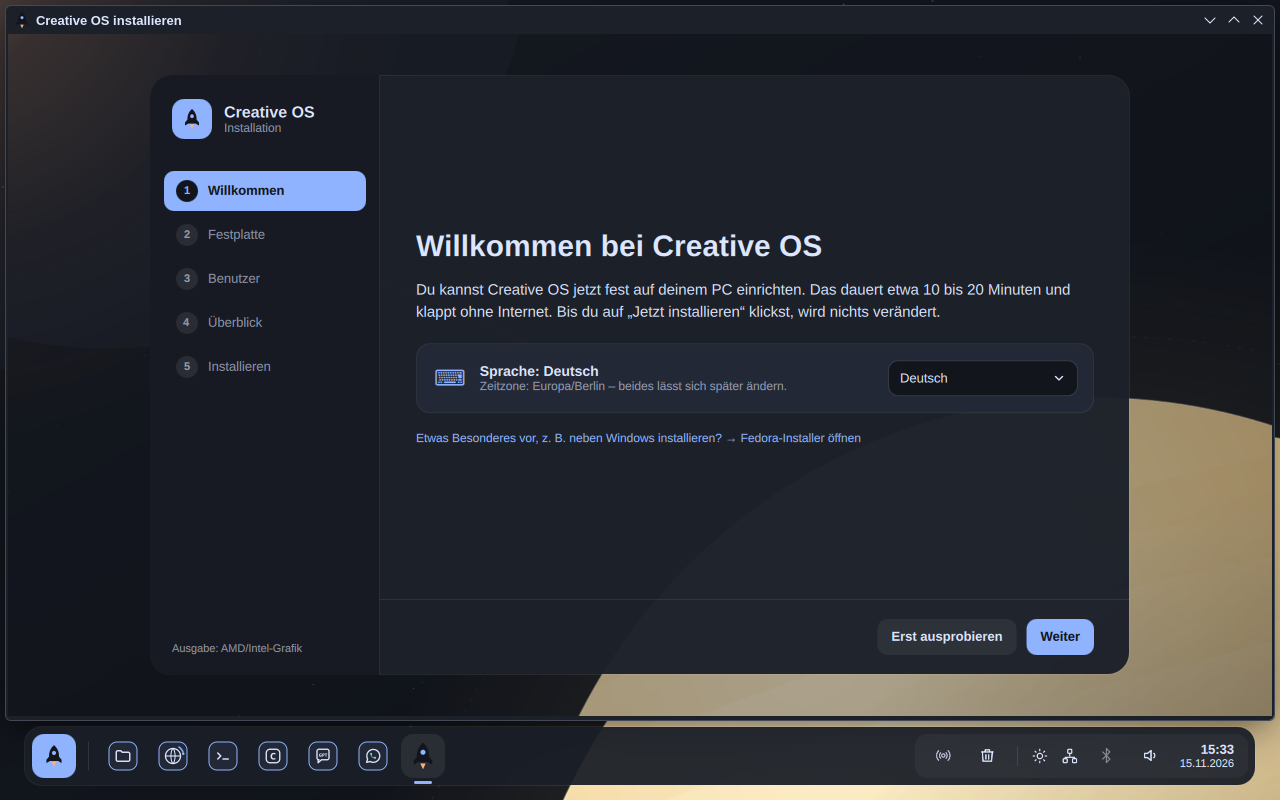 Creative OS installieren
Creative OS
Installation
1 Willkommen
2 Festplatte
3 Benutzer
4 Überblick
5 Installieren
Ausgabe: AMD/Intel-Grafik
Willkommen bei Creative OS
Du kannst Creative OS jetzt fest auf deinem PC einrichten. Das dauert etwa 10 bis 20 Minuten und
klappt ohne Internet. Bis du auf „Jetzt installieren“ klickst, wird nichts verändert.
Sprache: Deutsch
Zeitzone: Europa/Berlin – beides lässt sich später ändern.
Deutsch
Etwas Besonderes vor, z. B. neben Windows installieren? → Fedora-Installer öffnen
Erst ausprobieren
Weiter
C
GPT
15:33
15.11.2026